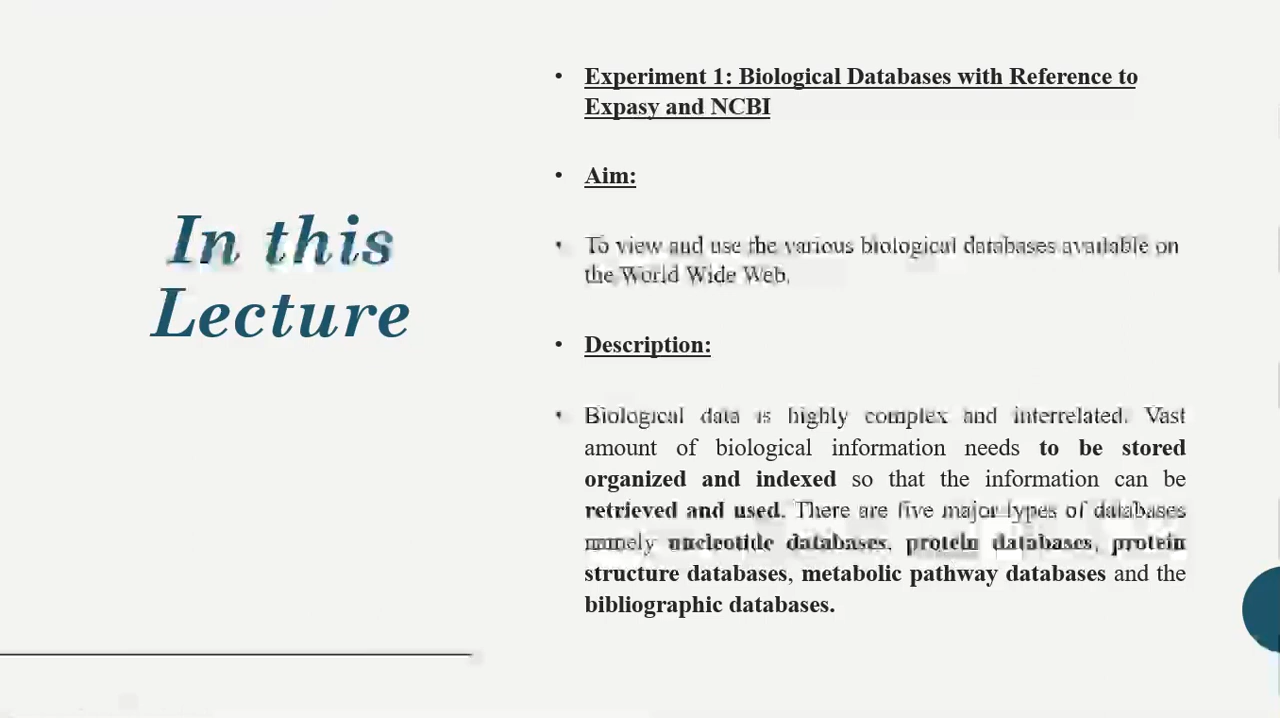 In this
Lecture
• Experiment 1: Biological Databases with Reference to
Expasy and NCBI
• Aim:
• To view and use the various biological databases available on
the World Wide Web.
• Description:
• Biological data is highly complex and interrelated. Vast
amount of biological information needs to be stored
organized and indexed so that the information can be
retrieved and used. There are five major types of databases
namely nucleotide databases, protein databases, protein
structure databases, metabolic pathway databases and the
bibliographic databases.